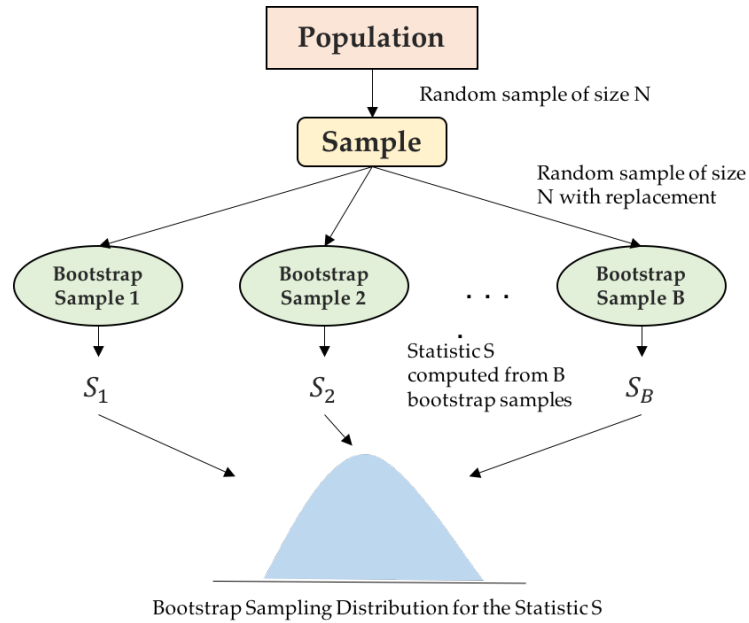 Population
Random sample of size N
Sample
Random sample of size
N with replacement
Bootstrap
Sample 1
Bootstrap
Sample 2
. . .
.
Bootstrap
Sample B
Statistic S
computed from B
bootstrap samples
S₁
S₂
S_B
Bootstrap Sampling Distribution for the Statistic S